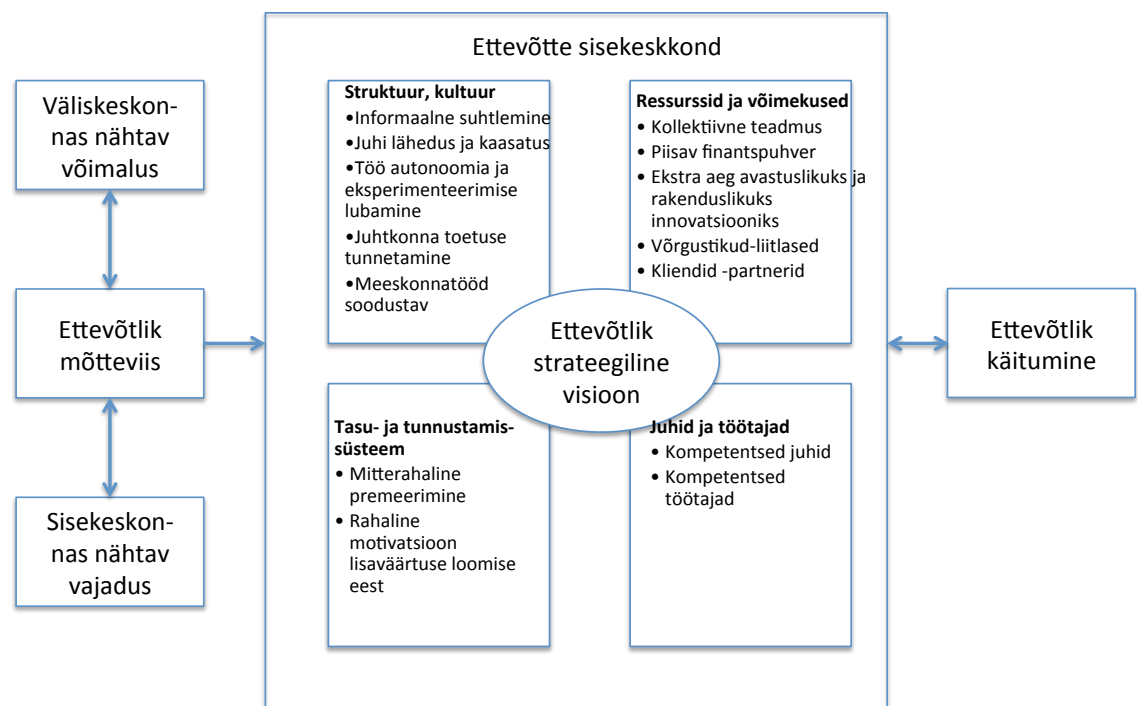 Ettevõtte sisekeskkond
Väliskeskon-
nas nähtav
võimalus
Ettevõtlik
mõtteviis
Sisekeskon-
nas nähtav
vajadus
Struktuur, kultuur
•Informaalne suhtlemine
•Juhi lähedus ja kaasatus
•Töö autonoomia ja
eksperimenteerimise
lubamine
•Juhtkonna toetuse
tunnetamine
•Meeskonnatööd
soodustav
Ressurssid ja võimekused
• Kollektiivne teadmus
• Piisav finantspuhver
• Ekstra aeg avastuslikuks ja
rakenduslikuks
innovatsiooniks
• Võrgustikud-liitlased
• Kliendid -partnerid
Ettevõtlik
strateegiline
visioon
Tasu- ja tunnustamis-
süsteem
• Mitterahaline
premeerimine
• Rahaline
motivatsioon
lisaväärtuse loomise
eest
Juhid ja töötajad
• Kompetentsed juhid
• Kompetentsed
töötajad
Ettevõtlik
käitumine